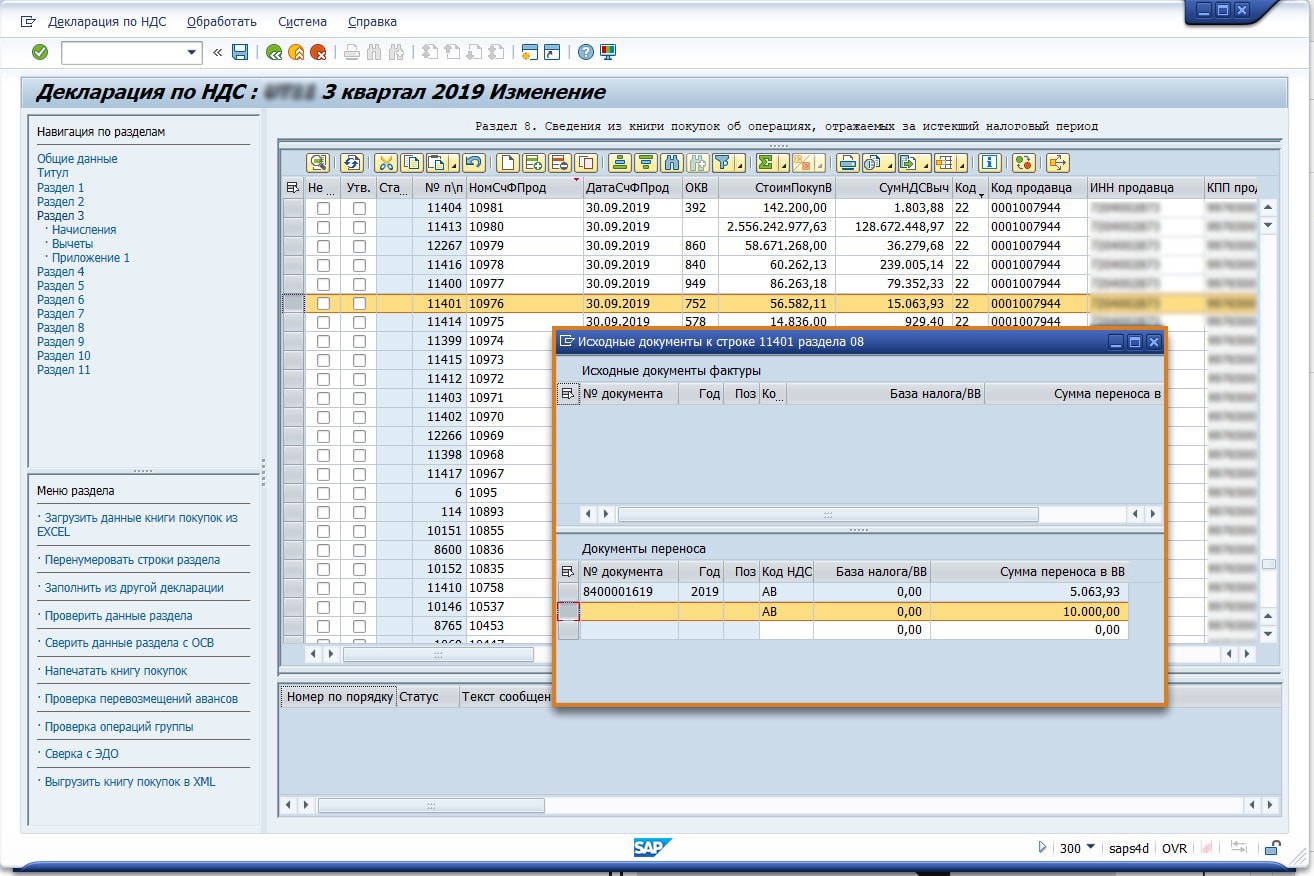 Декларация по НДС Обработать Система Справка
Декларация по НДС : 3 квартал 2019 Изменение
Навигация по разделам
Общие данные
Титул
Раздел 1
Раздел 2
Раздел 3
· Начисления
· Вычеты
· Приложение 1
Раздел 4
Раздел 5
Раздел 6
Раздел 7
Раздел 8
Раздел 9
Раздел 10
Раздел 11
Меню раздела
· Загрузить данные книги покупок из
EXCEL
· Перенумеровать строки раздела
· Заполнить из другой декларации
· Проверить данные раздела
· Сверить данные раздела с ОСВ
· Напечатать книгу покупок
· Проверка перевозмещений авансов
· Проверка операций группы
· Сверка с ЭДО
· Выгрузить книгу покупок в XML
Раздел 8. Сведения из книги покупок об операциях, отражаемых за истекший налоговый период
Не ... Утв. Ста... № п\п НомСчФПрод ДатаСчФПрод ОКВ СтоимПокупВ СумНДСВыч Код Код продавца ИНН продавца КПП прод
11404 10981 30.09.2019 392 142.200,00 1.803,88 22 0001007944
11413 10980 30.09.2019 2.556.242.977,63 128.672.448,97 22 0001007944
12267 10979 30.09.2019 860 58.671.268,00 36.279,68 22 0001007944
11416 10978 30.09.2019 840 60.262,13 239.005,14 22 0001007944
11400 10977 30.09.2019 949 86.263,18 79.352,33 22 0001007944
11401 10976 30.09.2019 752 56.582,11 15.063,93 22 0001007944
11414 10975 30.09.2019 578 14.836,00 929,40 22 0001007944
11399 10974
11415 10973
11412 10972
11403 10971
11402 10970
12266 10969
11398 10968
11417 10967
6 1095
114 10893
10151 10855
8600 10836
10152 10835
11410 10758
10146 10537
8765 10453
Исходные документы к строке 11401 раздела 08
Исходные документы фактуры
№ документа Год Поз Ко... База налога/ВВ Сумма переноса в
Документы переноса
№ документа Год Поз Код НДС База налога/ВВ Сумма переноса в ВВ
8400001619 2019 AB 0,00 5.063,93
AB 0,00 10.000,00
0,00 0,00
Номер по порядку Статус Текст сообщен
SAP 300 saps4d OVR